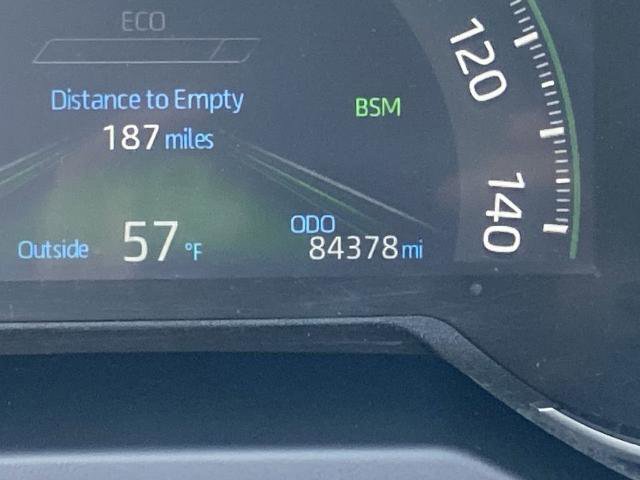 ECO
Distance to Empty
187 miles
BSM
120
140
Outside 57 °F
ODO
84378 mi